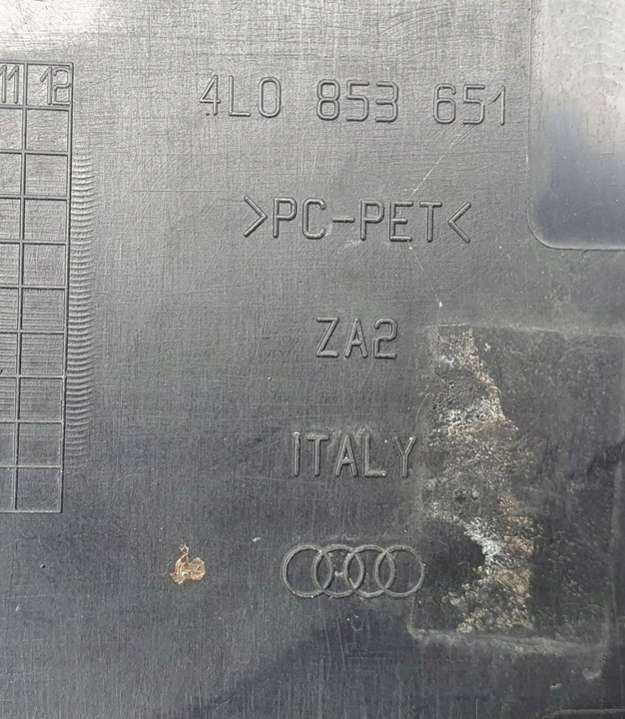 11 12
4L0 853 651
>PC-PET<
ZA2
ITALY